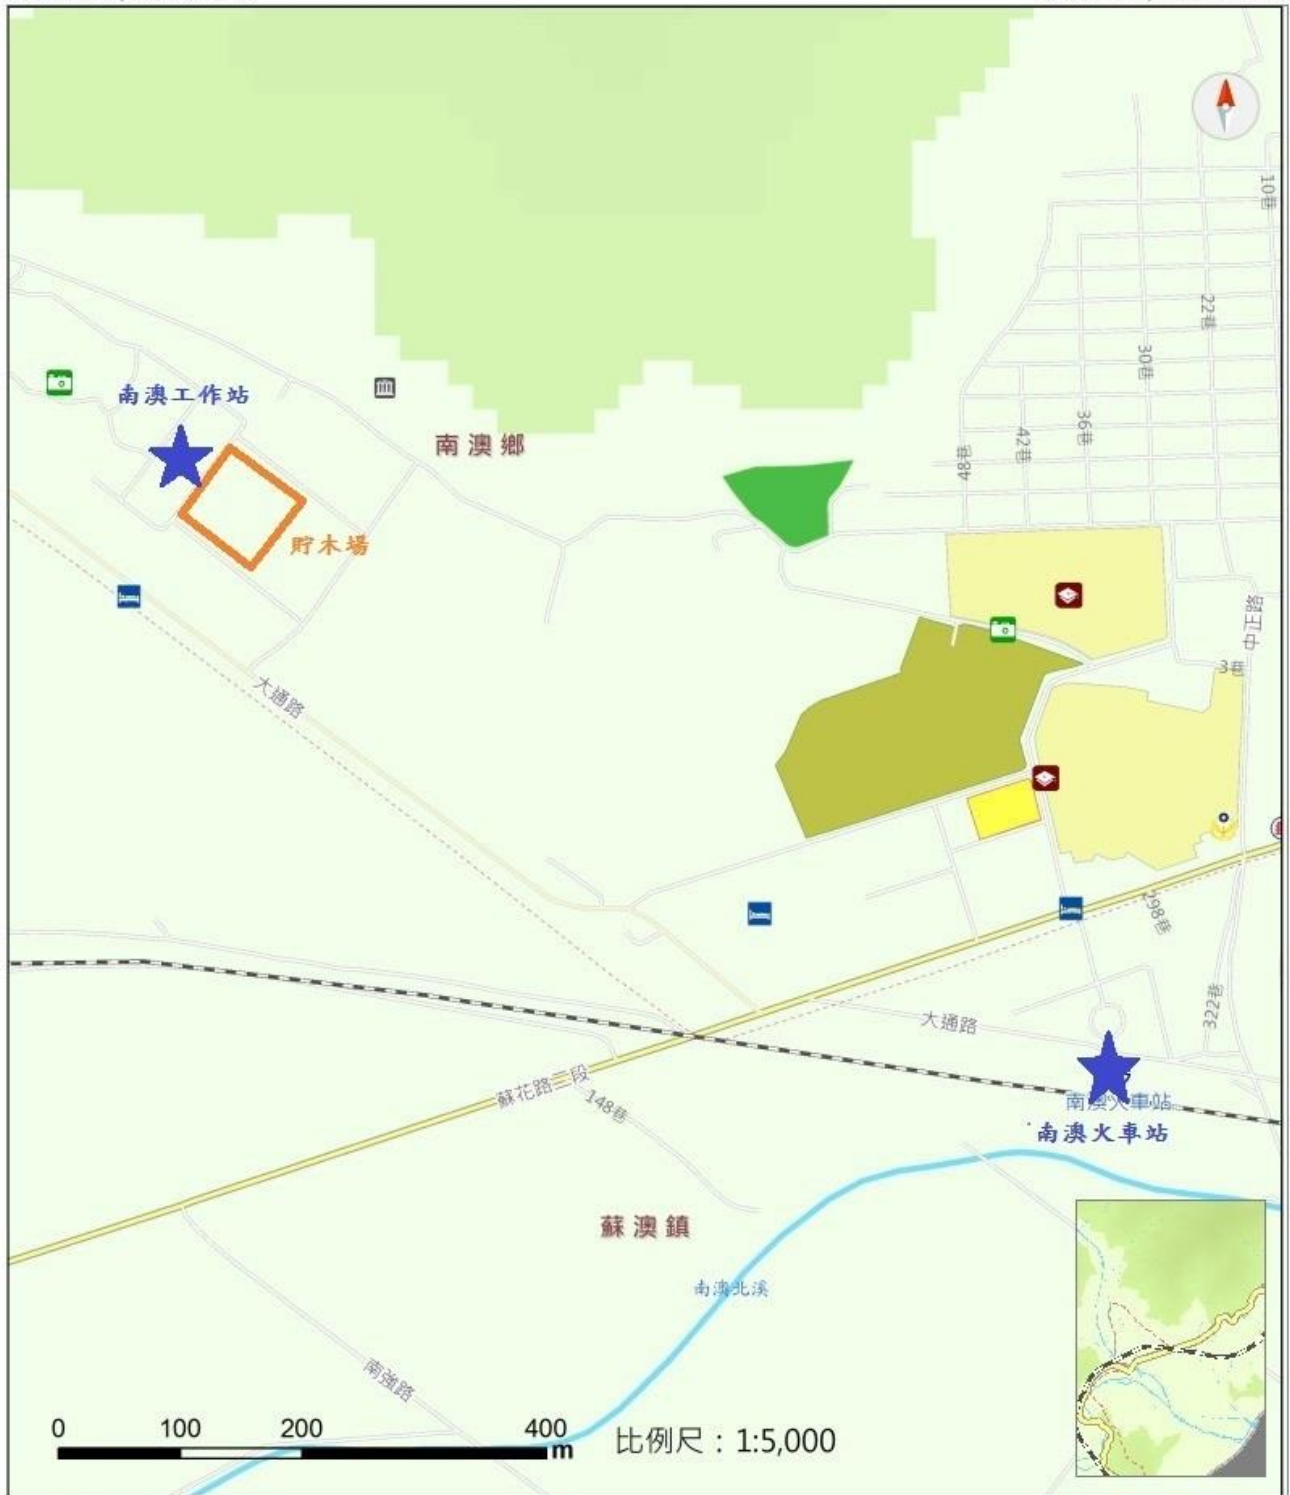 10巷
22巷
30巷
南澳工作站
36巷
南澳鄉
42巷
48巷
貯木場
中正路
3巷
大通路
298巷
322巷
大通路
蘇花路二段
148巷
南澳火車站
南澳火車站
蘇澳鎮
南澳北溪
南強路
0 100 200 400
m
比例尺：1:5,000